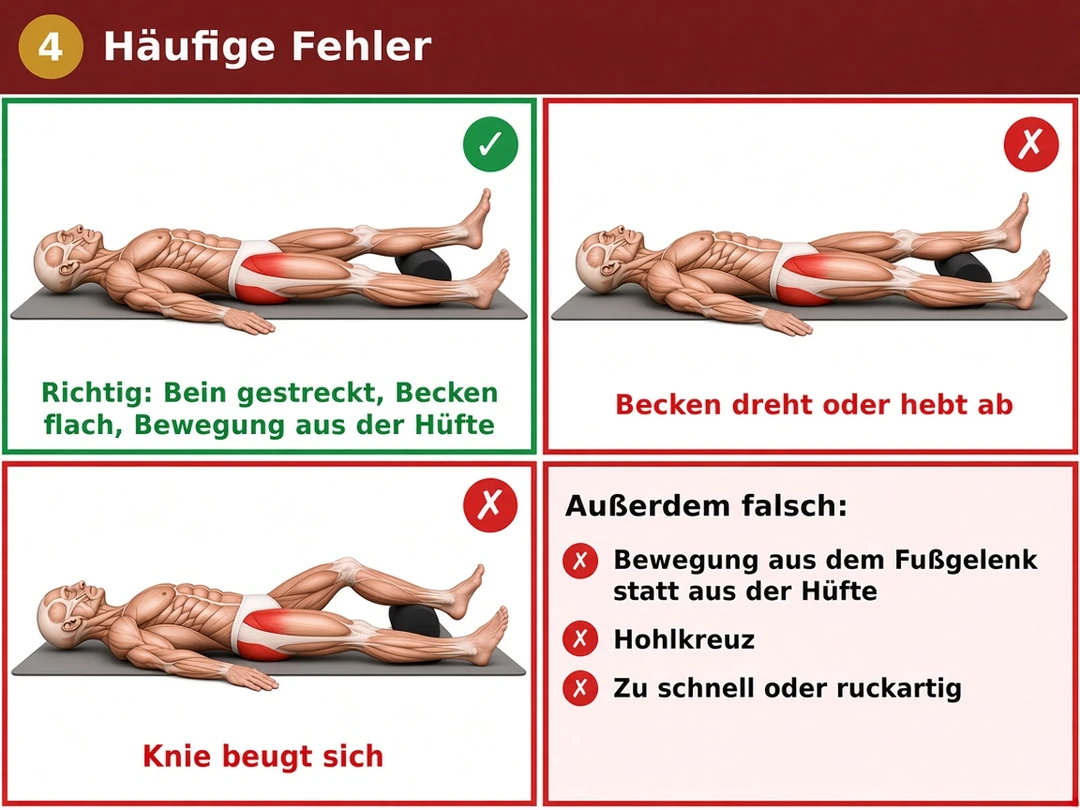 4 Häufige Fehler
✓
Richtig: Bein gestreckt, Becken
flach, Bewegung aus der Hüfte
✗
Becken dreht oder hebt ab
✗
Knie beugt sich
Außerdem falsch:
✗ Bewegung aus dem Fußgelenk
statt aus der Hüfte
✗ Hohlkreuz
✗ Zu schnell oder ruckartig